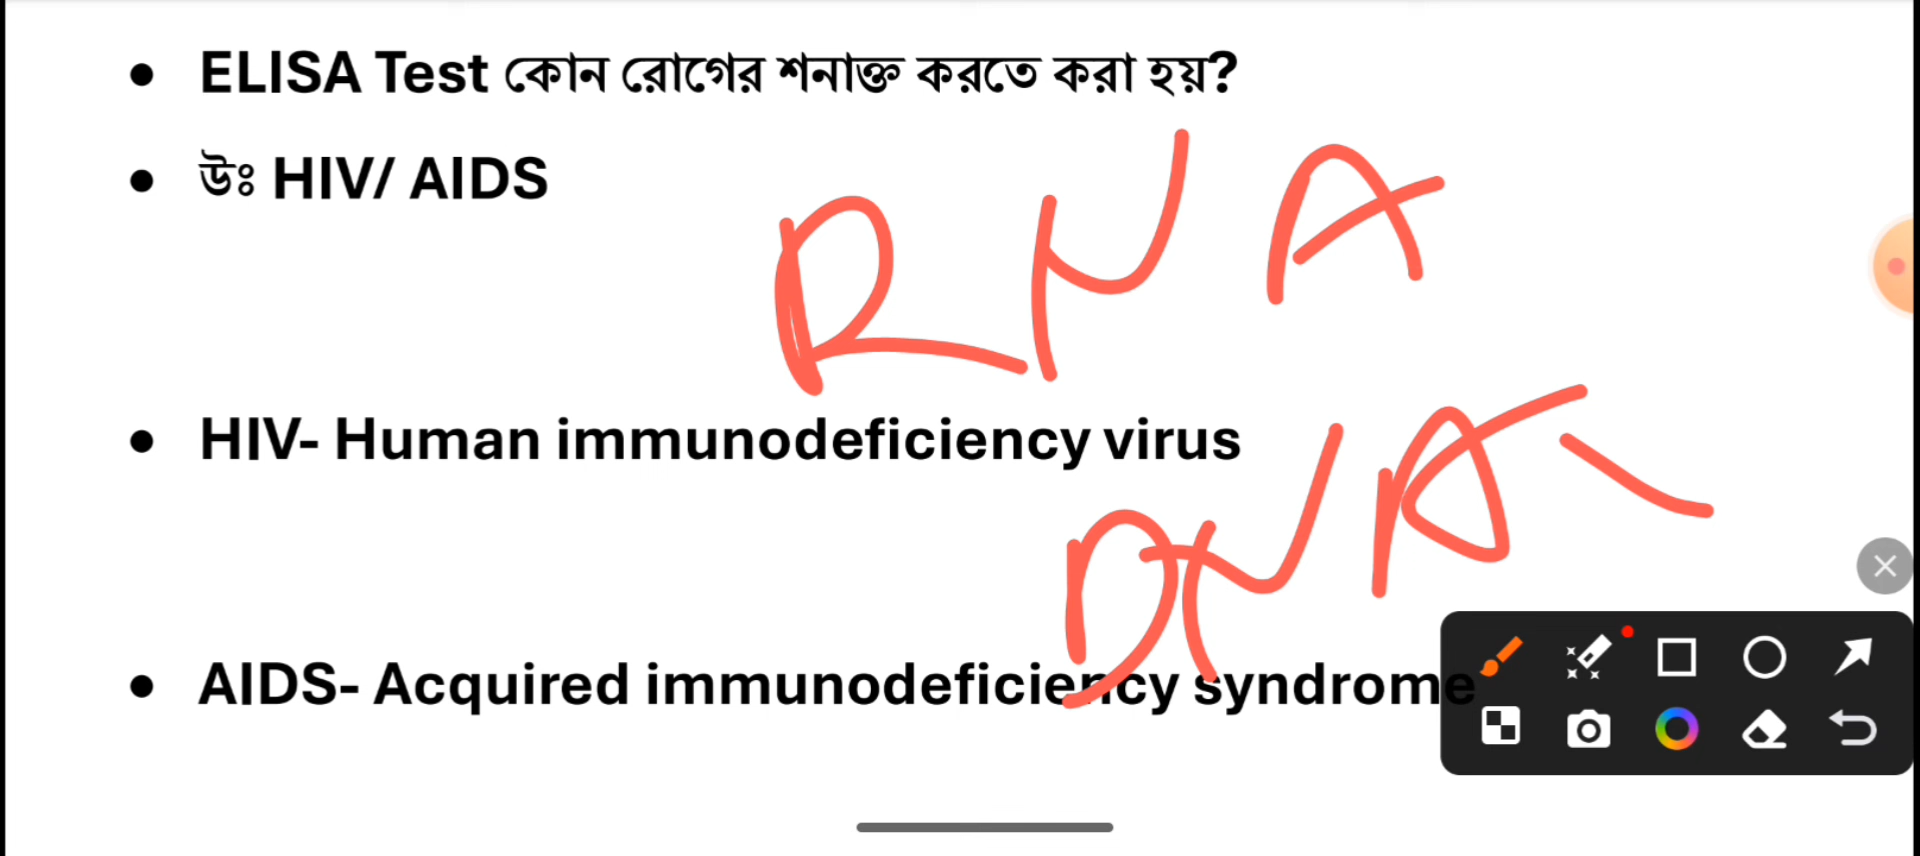 • ELISA Test কোন রোগের শনাক্ত করতে করা হয়?
• উঃ HIV/ AIDS
RNA
• HIV- Human immunodeficiency virus
DNA
• AIDS- Acquired immunodeficiency syndrome